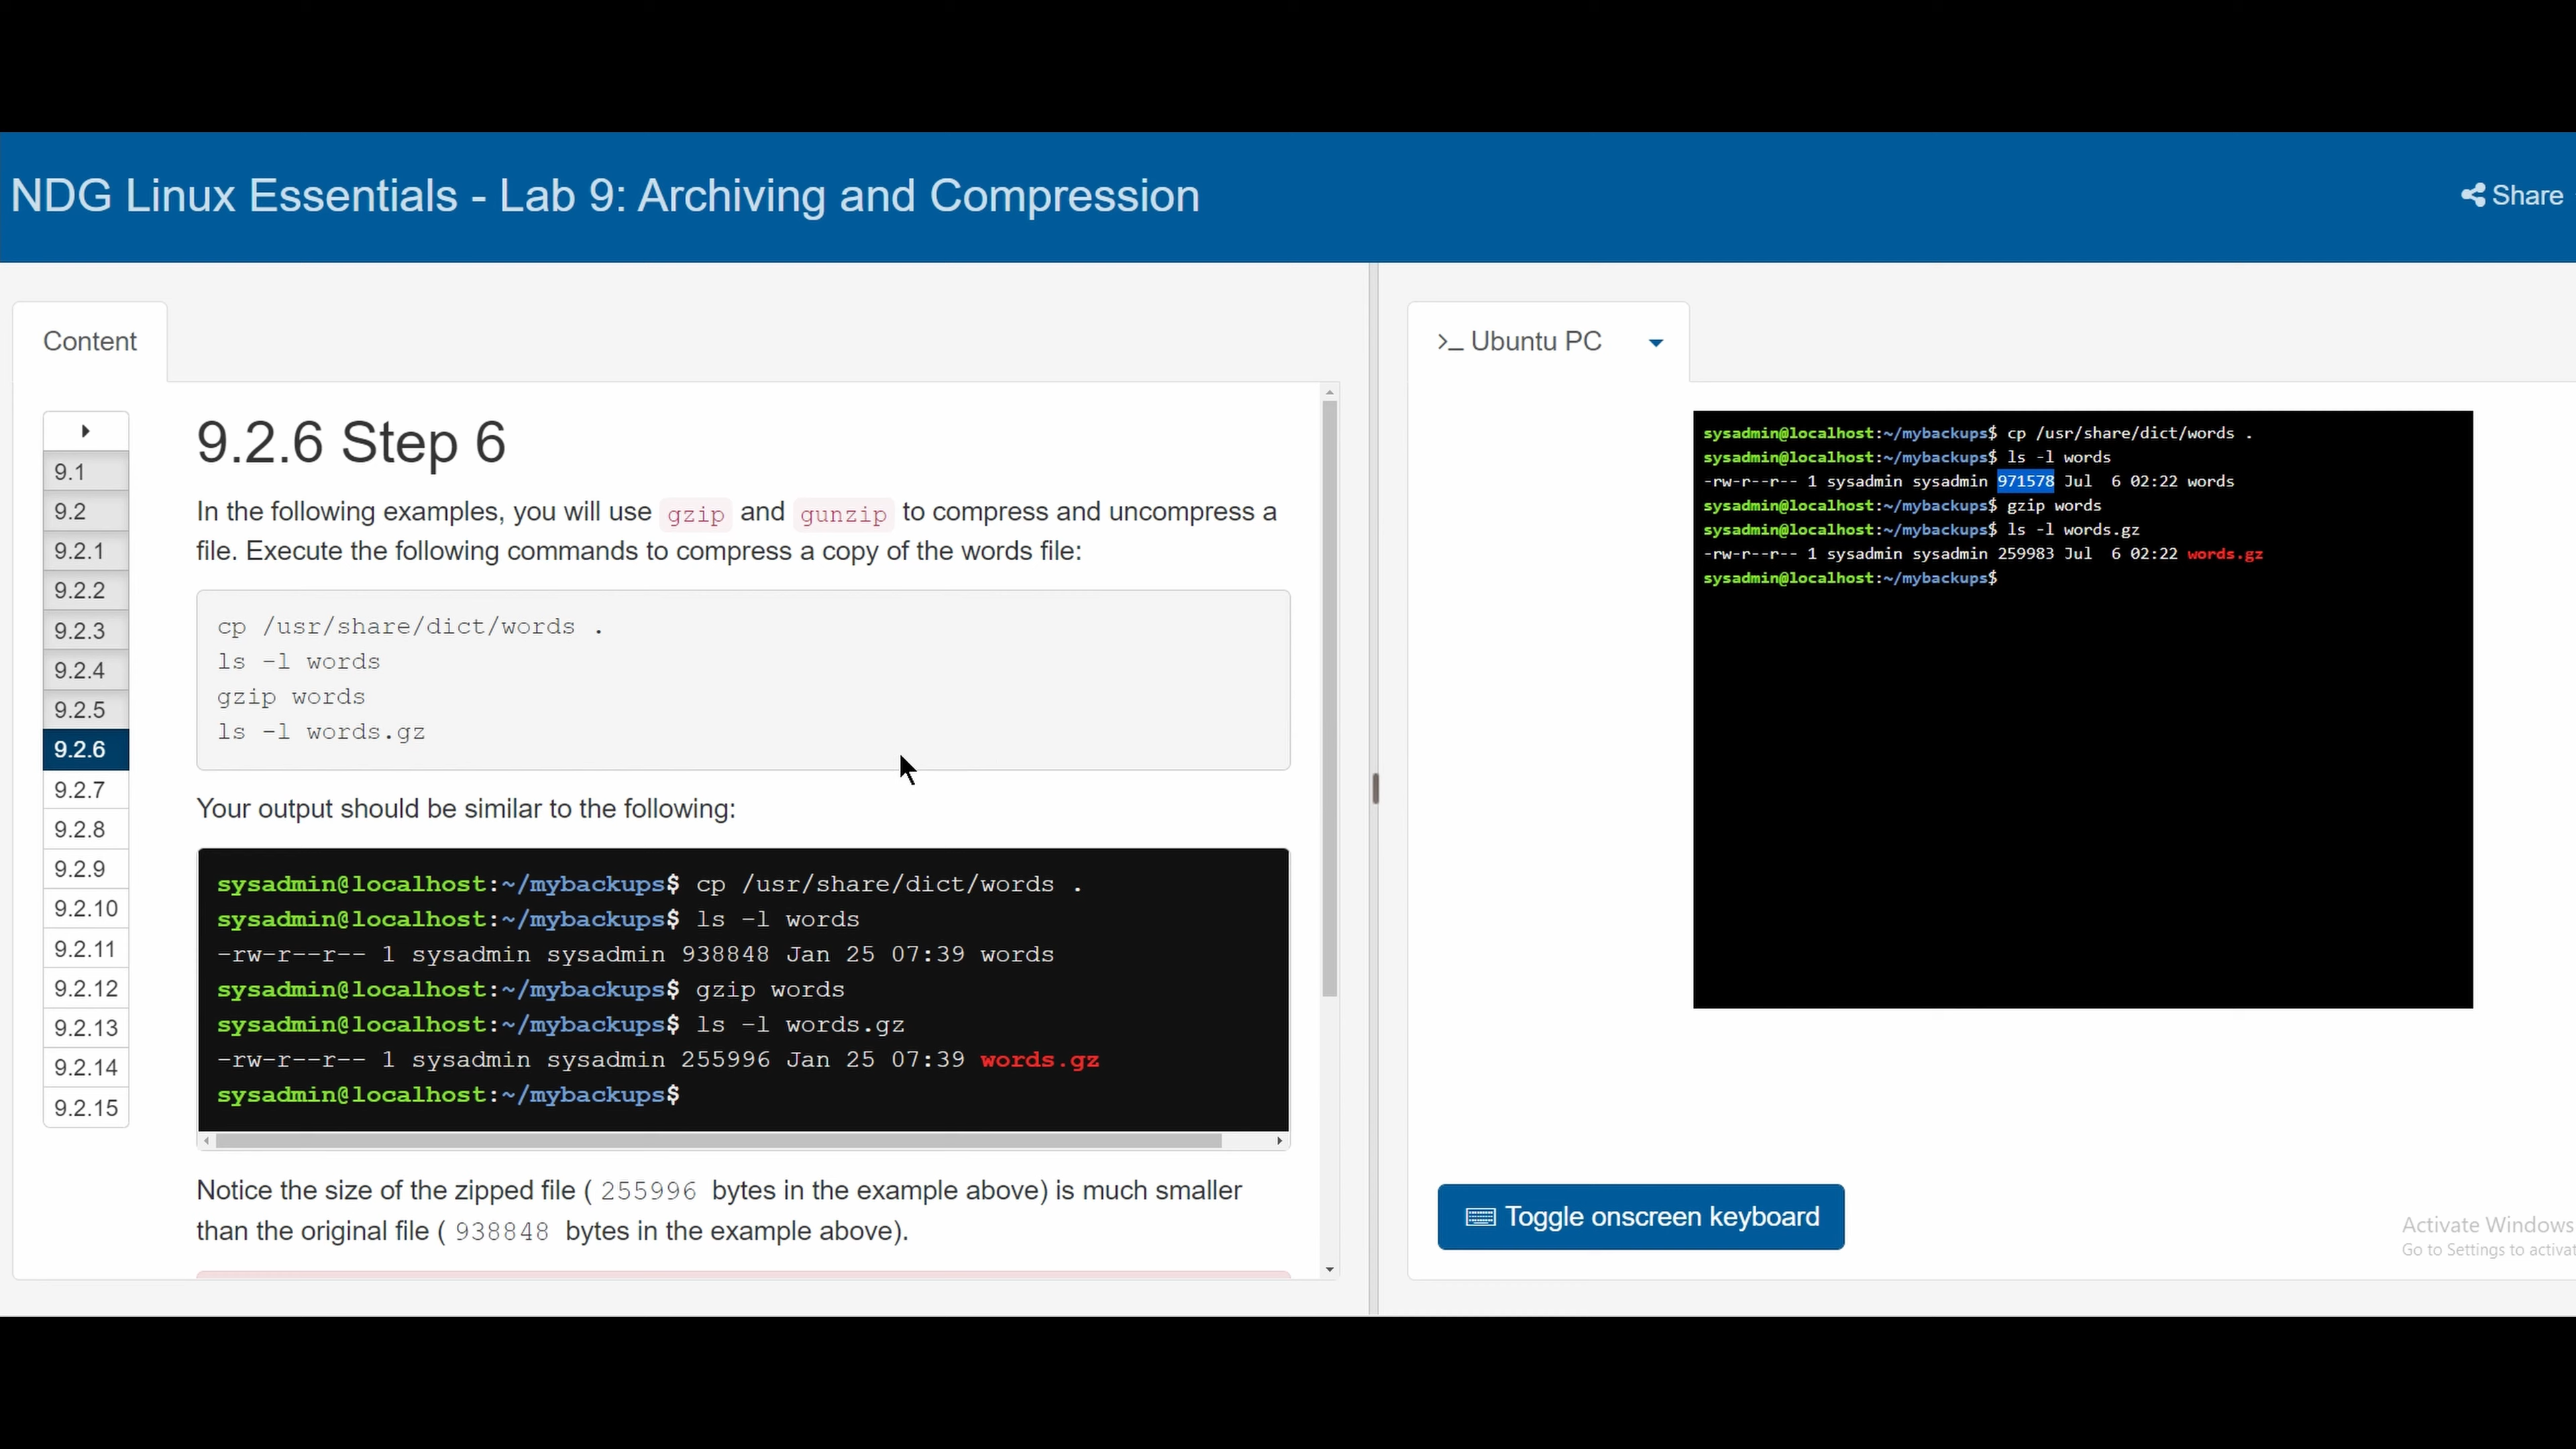 NDG Linux Essentials - Lab 9: Archiving and Compression
Share
Content
9.1
9.2
9.2.1
9.2.2
9.2.3
9.2.4
9.2.5
9.2.6
9.2.7
9.2.8
9.2.9
9.2.10
9.2.11
9.2.12
9.2.13
9.2.14
9.2.15
9.2.6 Step 6
In the following examples, you will use gzip and gunzip to compress and uncompress a
file. Execute the following commands to compress a copy of the words file:
cp /usr/share/dict/words .
ls -l words
gzip words
ls -l words.gz
Your output should be similar to the following:
sysadmin@localhost:~/mybackups$ cp /usr/share/dict/words .
sysadmin@localhost:~/mybackups$ ls -l words
-rw-r--r-- 1 sysadmin sysadmin 938848 Jan 25 07:39 words
sysadmin@localhost:~/mybackups$ gzip words
sysadmin@localhost:~/mybackups$ ls -l words.gz
-rw-r--r-- 1 sysadmin sysadmin 255996 Jan 25 07:39 words.gz
sysadmin@localhost:~/mybackups$
Notice the size of the zipped file ( 255996 bytes in the example above) is much smaller
than the original file ( 938848 bytes in the example above).
>_ Ubuntu PC
sysadmin@localhost:~/mybackups$ cp /usr/share/dict/words .
sysadmin@localhost:~/mybackups$ ls -l words
-rw-r--r-- 1 sysadmin sysadmin 971578 Jul  6 02:22 words
sysadmin@localhost:~/mybackups$ gzip words
sysadmin@localhost:~/mybackups$ ls -l words.gz
-rw-r--r-- 1 sysadmin sysadmin 259983 Jul  6 02:22 words.gz
sysadmin@localhost:~/mybackups$
Toggle onscreen keyboard
Activate Windows
Go to Settings to activat